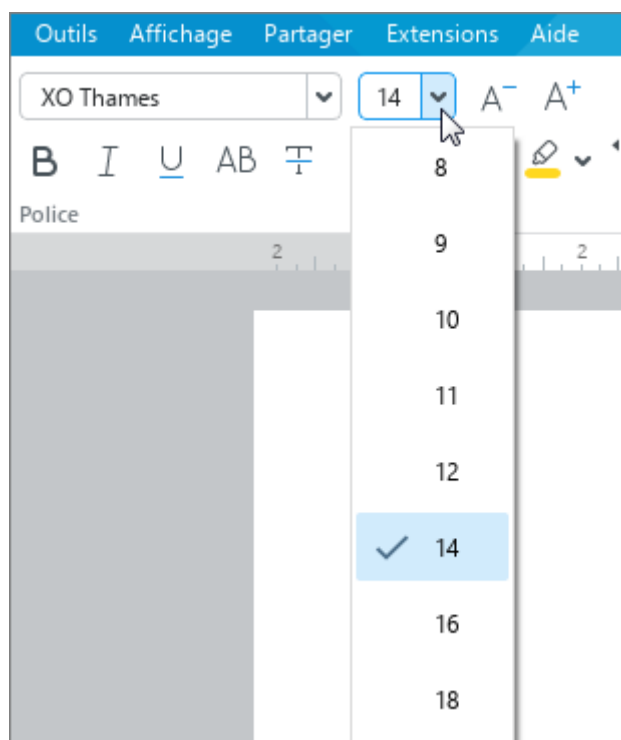 Outils Affichage Partager Extensions Aide
XO Thames 14 A- A+
B I U AB T
Police
8
9
10
11
12
14
16
18
2 2